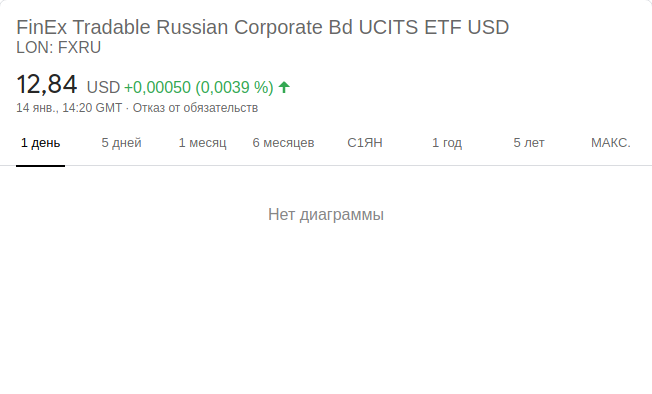 FinEx Tradable Russian Corporate Bd UCITS ETF USD
LON: FXRU
12,84 USD +0,00050 (0,0039 %)
14 янв., 14:20 GMT · Отказ от обязательств
1 день 5 дней 1 месяц 6 месяцев С1ЯН 1 год 5 лет МАКС.
Нет диаграммы